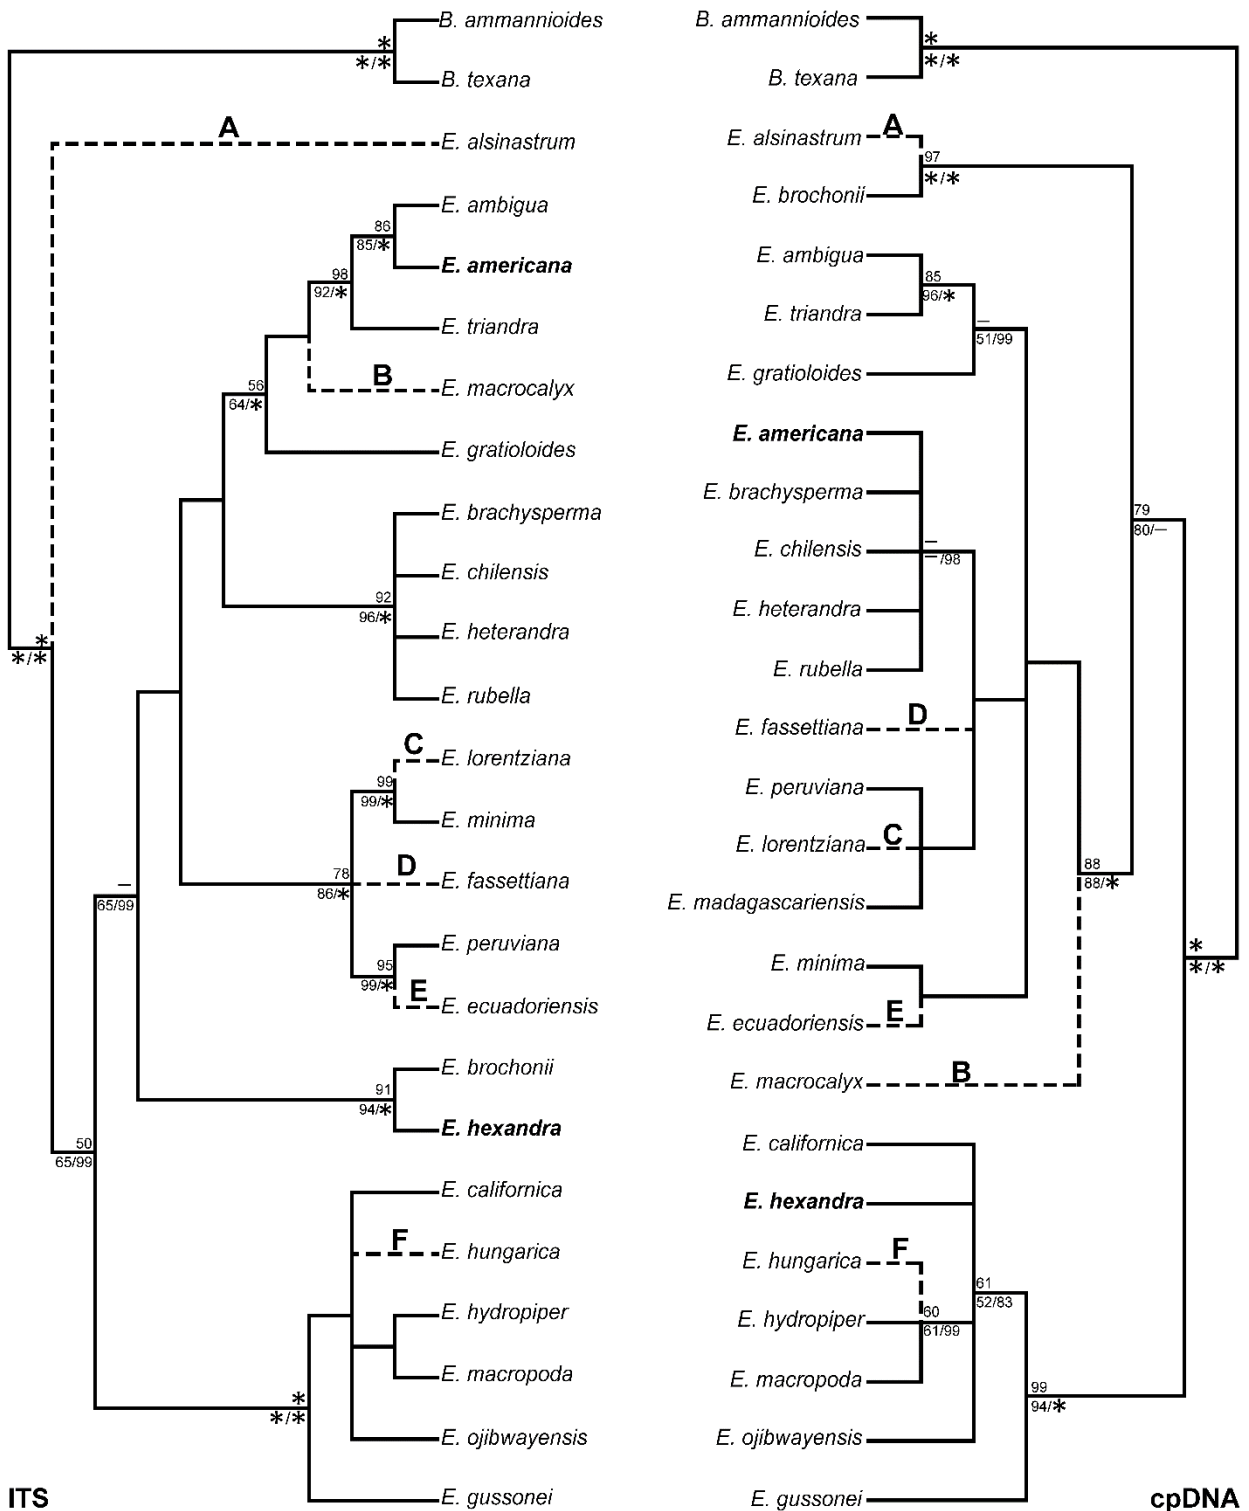 B. ammannioides
*
*/*
B. texana
A
E. alsinastrum
E. ambigua
86
85/*
E. americana
98
92/*
E. triandra
B
E. macrocalyx
56
64/*
E. gratioloides
E. brachysperma
E. chilensis
92
96/*
E. heterandra
*
*/*
E. rubella
C
E. lorentziana
99
99/*
E. minima
D
78
86/*
E. fassettiana
–
65/99
E. peruviana
95
99/*
E
E. ecuadoriensis
E. brochonii
91
94/*
E. hexandra
50
65/99
E. californica
F
E. hungarica
E. hydropiper
E. macropoda
*
*/*
E. ojibwayensis
E. gussonei
ITS
B. ammannioides
*
*/*
B. texana
A
E. alsinastrum
97
*/*
E. brochonii
E. ambigua
85
96/*
E. triandra
–
51/99
E. gratioloides
E. americana
E. brachysperma
79
80/–
E. chilensis
–
–/98
E. heterandra
E. rubella
D
E. fassettiana
E. peruviana
C
E. lorentziana
88
88/*
E. madagascariensis
*
*/*
E. minima
E
E. ecuadoriensis
B
E. macrocalyx
E. californica
E. hexandra
F
E. hungarica
61
52/83
60
61/99
E. hydropiper
E. macropoda
99
94/*
E. ojibwayensis
E. gussonei
cpDNA